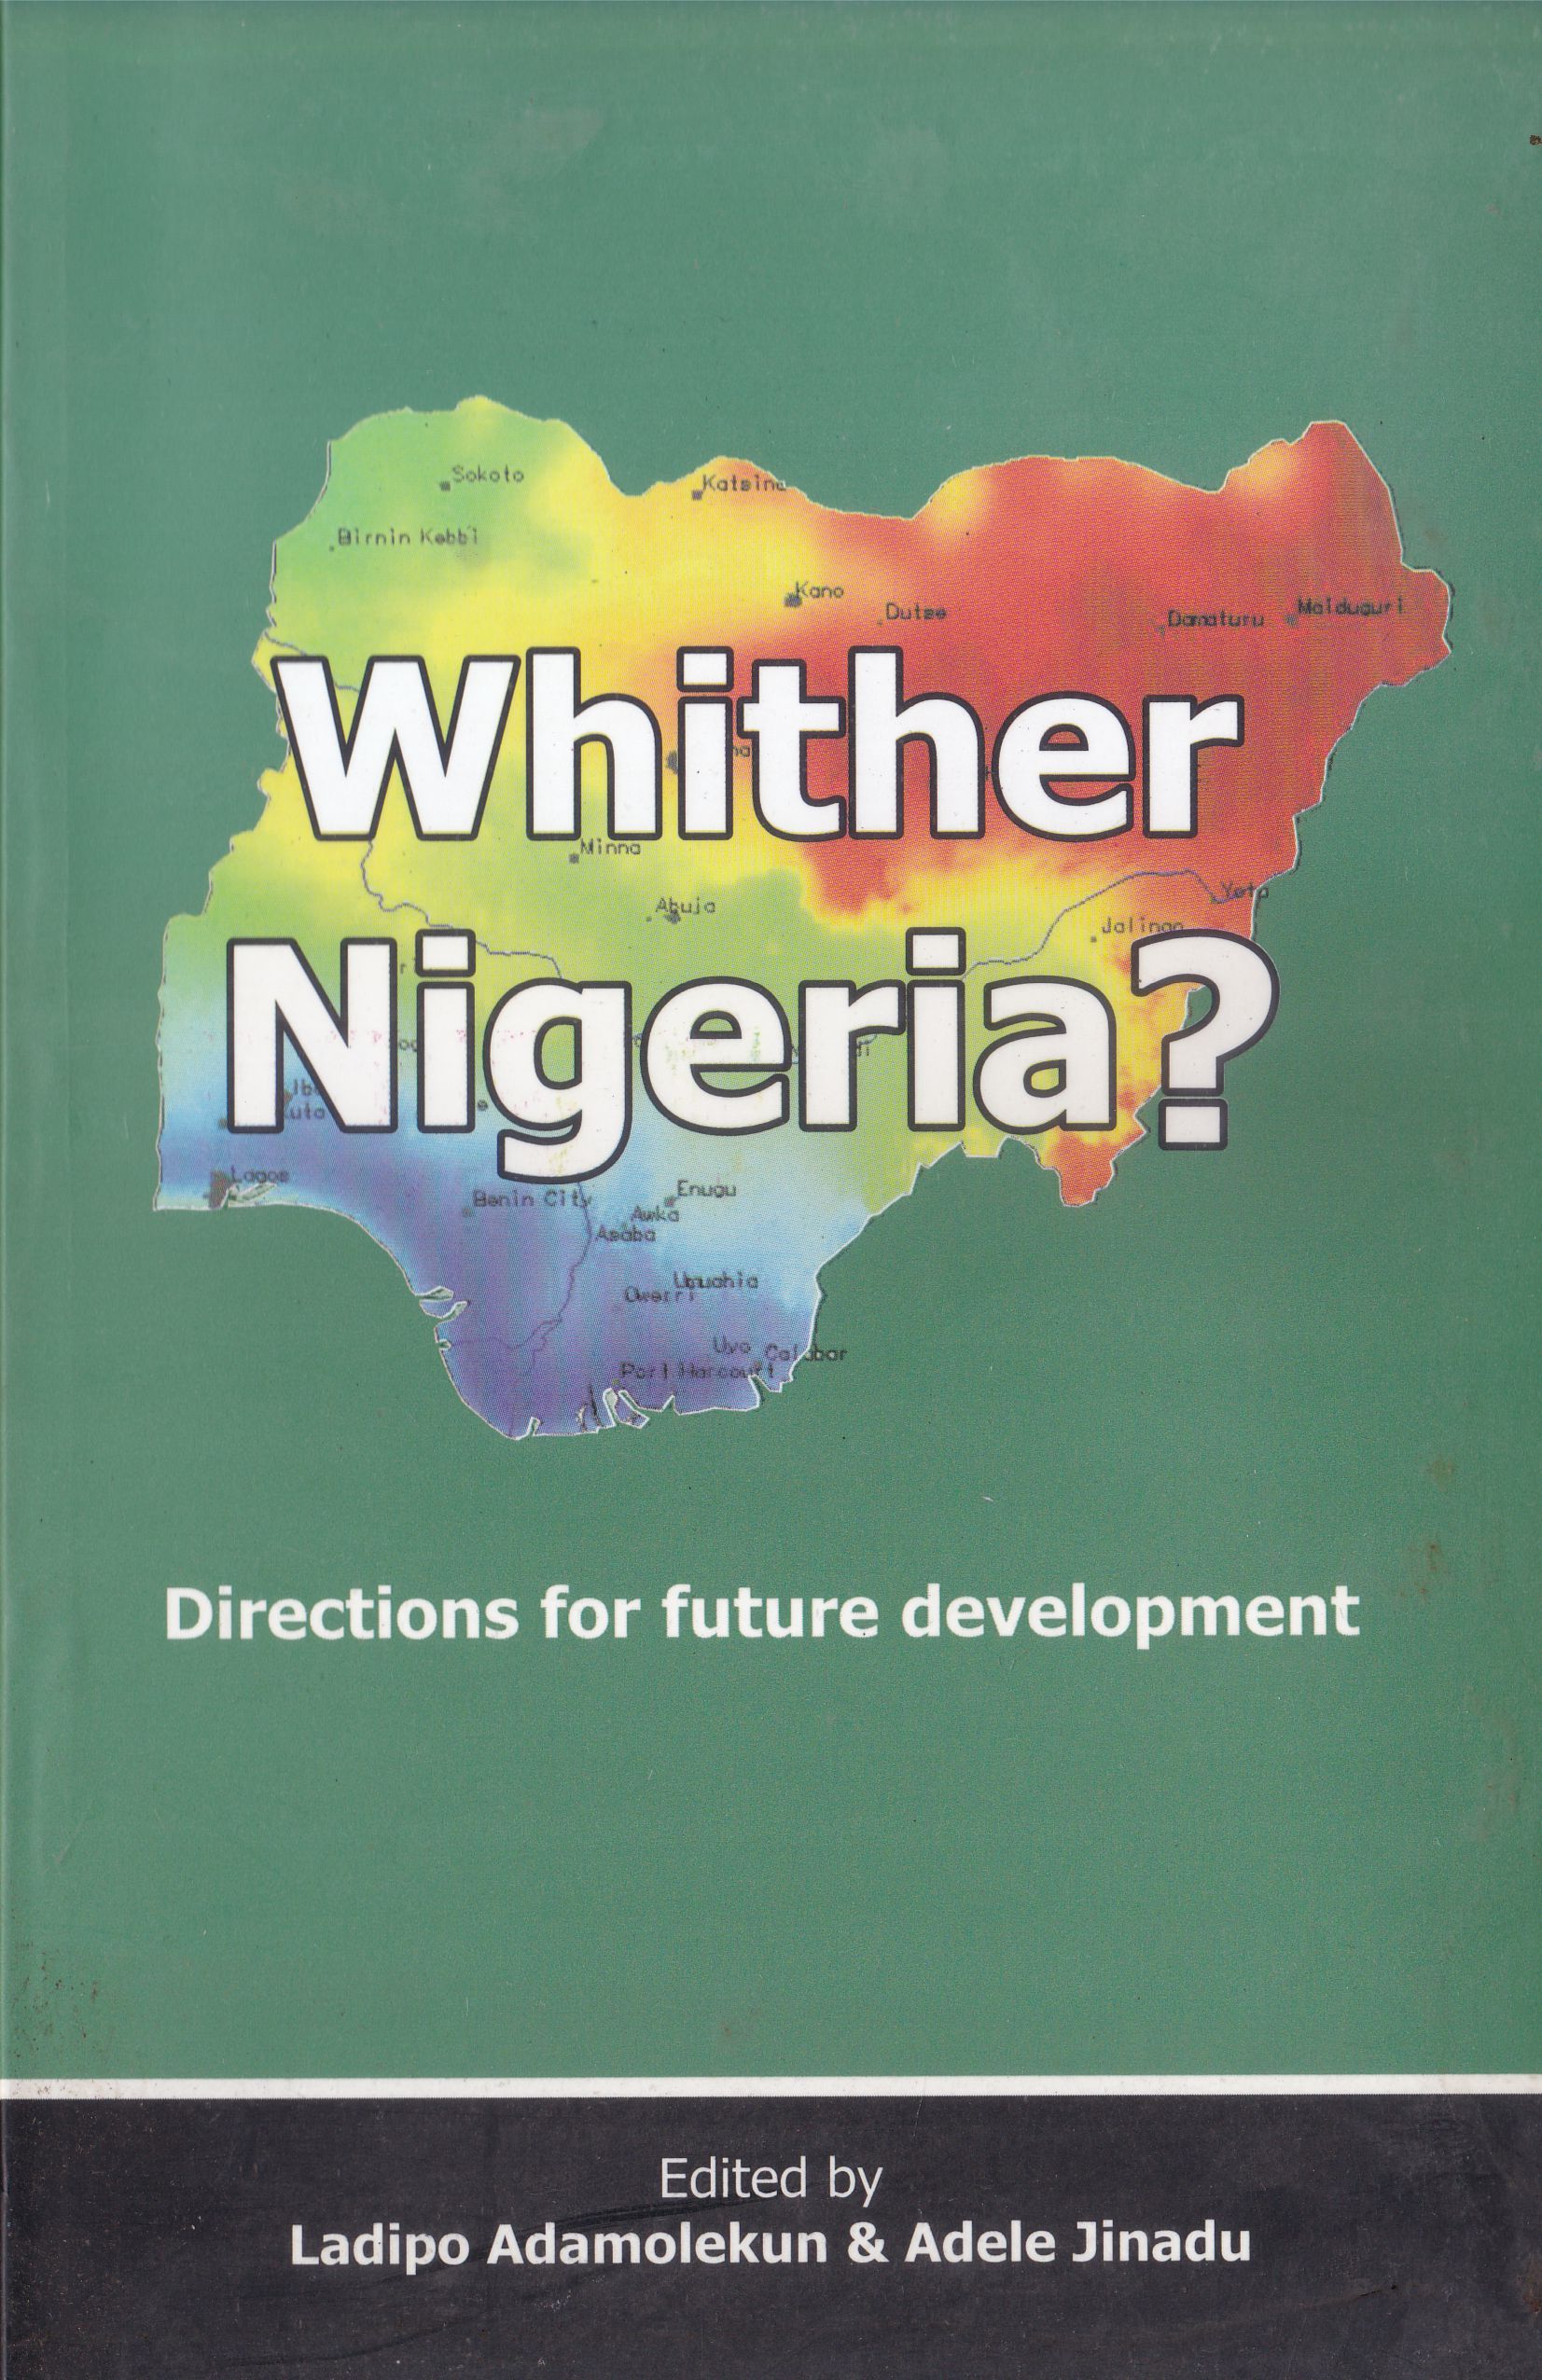 Sokoto
Katsina
Birnin Kebbi
Kano
Dutse
Damaturu
Maiduguri
Whither
Minna
Yola
Abuja
Jalingo
Nigeria?
Lagos
Benin City
Enugu
Awka
Asaba
Umuahia
Owerri
Uyo
Calabar
Port Harcourt
Directions for future development
Edited by
Ladipo Adamolekun & Adele Jinadu